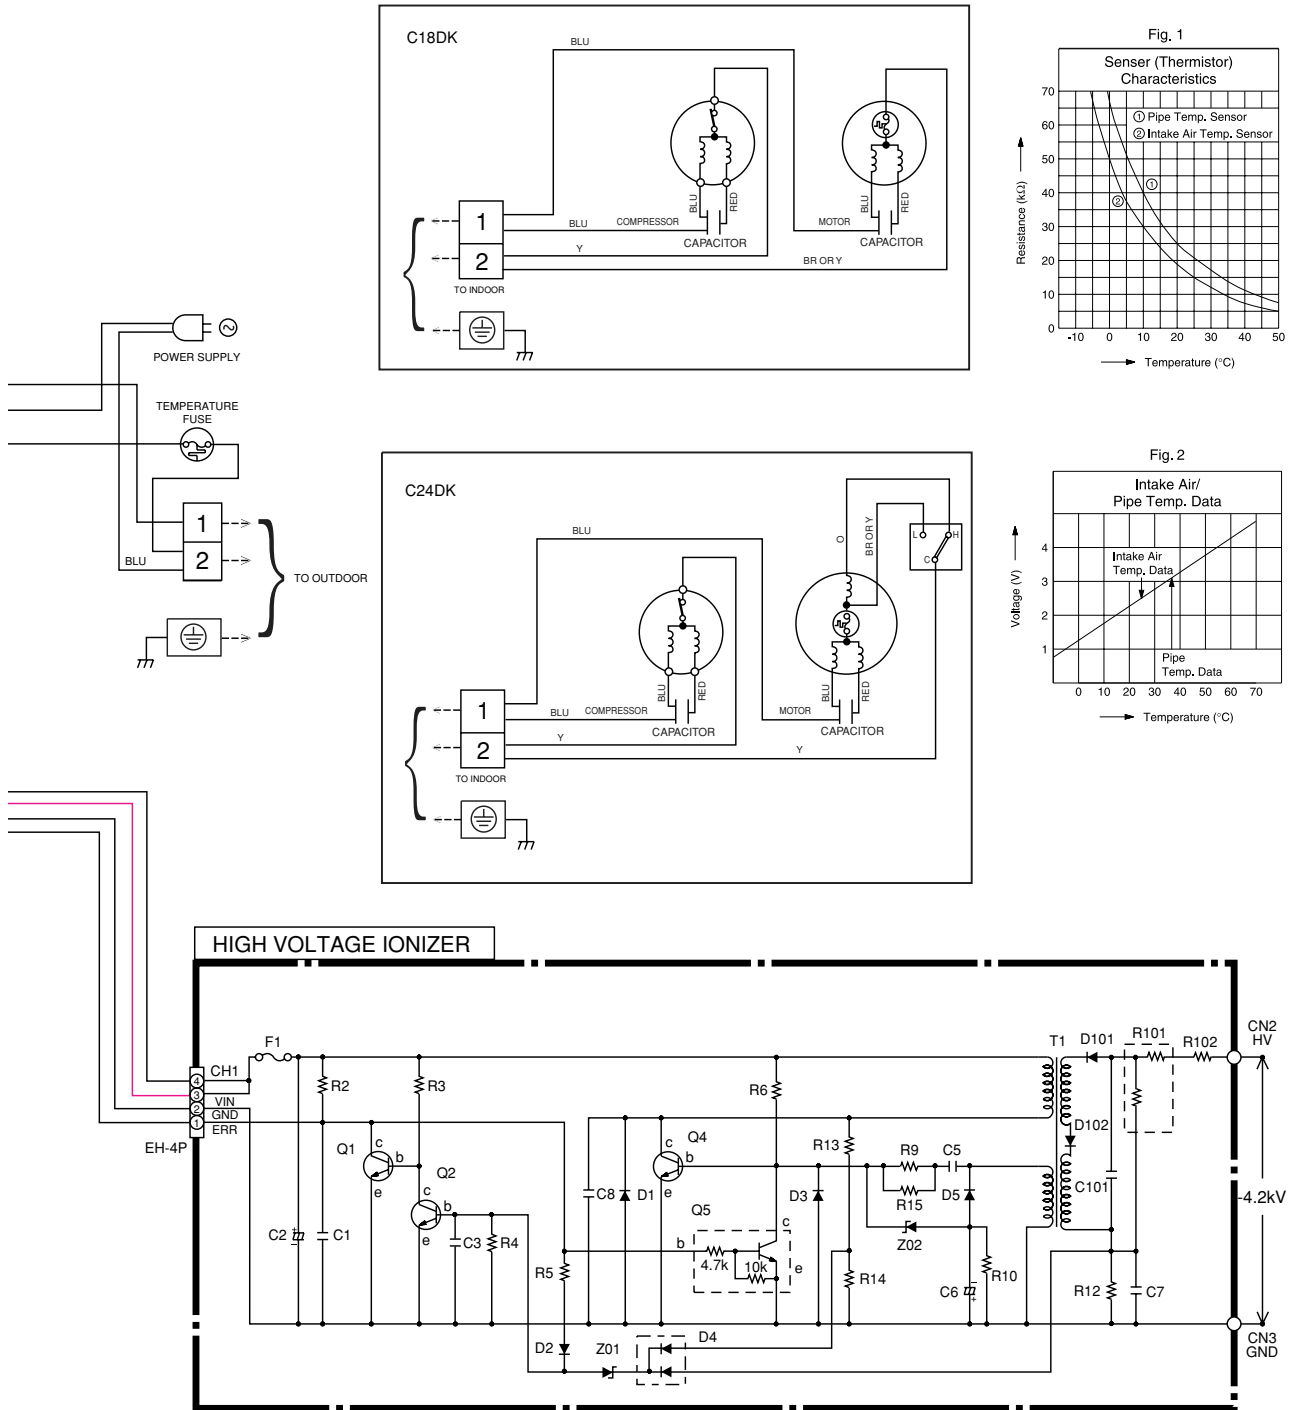 C18DK
BLU
BLU
RED
COMPRESSOR
CAPACITOR
BLU
RED
MOTOR
CAPACITOR
1
BLU
2
Y
BR OR Y
TO INDOOR
Fig. 1
Senser (Thermistor)
Characteristics
① Pipe Temp. Sensor
② Intake Air Temp. Sensor
①
②
70
60
50
40
30
20
10
0
Resistance (kΩ)
-10 0 10 20 30 40 50
Temperature (°C)
POWER SUPPLY
TEMPERATURE
FUSE
1
2
BLU
TO OUTDOOR
C24DK
BLU
O
BR OR Y
L
H
C
BLU
RED
COMPRESSOR
CAPACITOR
BLU
RED
MOTOR
CAPACITOR
1
BLU
2
Y
Y
TO INDOOR
Fig. 2
Intake Air/
Pipe Temp. Data
Intake Air
Temp. Data
Pipe
Temp. Data
4
3
2
1
Voltage (V)
0 10 20 30 40 50 60 70
Temperature (°C)
HIGH VOLTAGE IONIZER
F1
CH1
4
3
VIN
2
GND
1
ERR
EH-4P
R2
R3
Q1
c
b
e
Q2
c
b
e
C2
+
−
C1
C3
R4
R5
D2
Z01
D4
C8
D1
Q4
c
b
e
Q5
c
b
e
4.7k
10k
R6
D3
R13
R14
R9
R15
C5
D5
Z02
C6
−
+
R10
T1
D101
D102
C101
R101
R102
R12
C7
CN2
HV
-4.2kV
CN3
GND